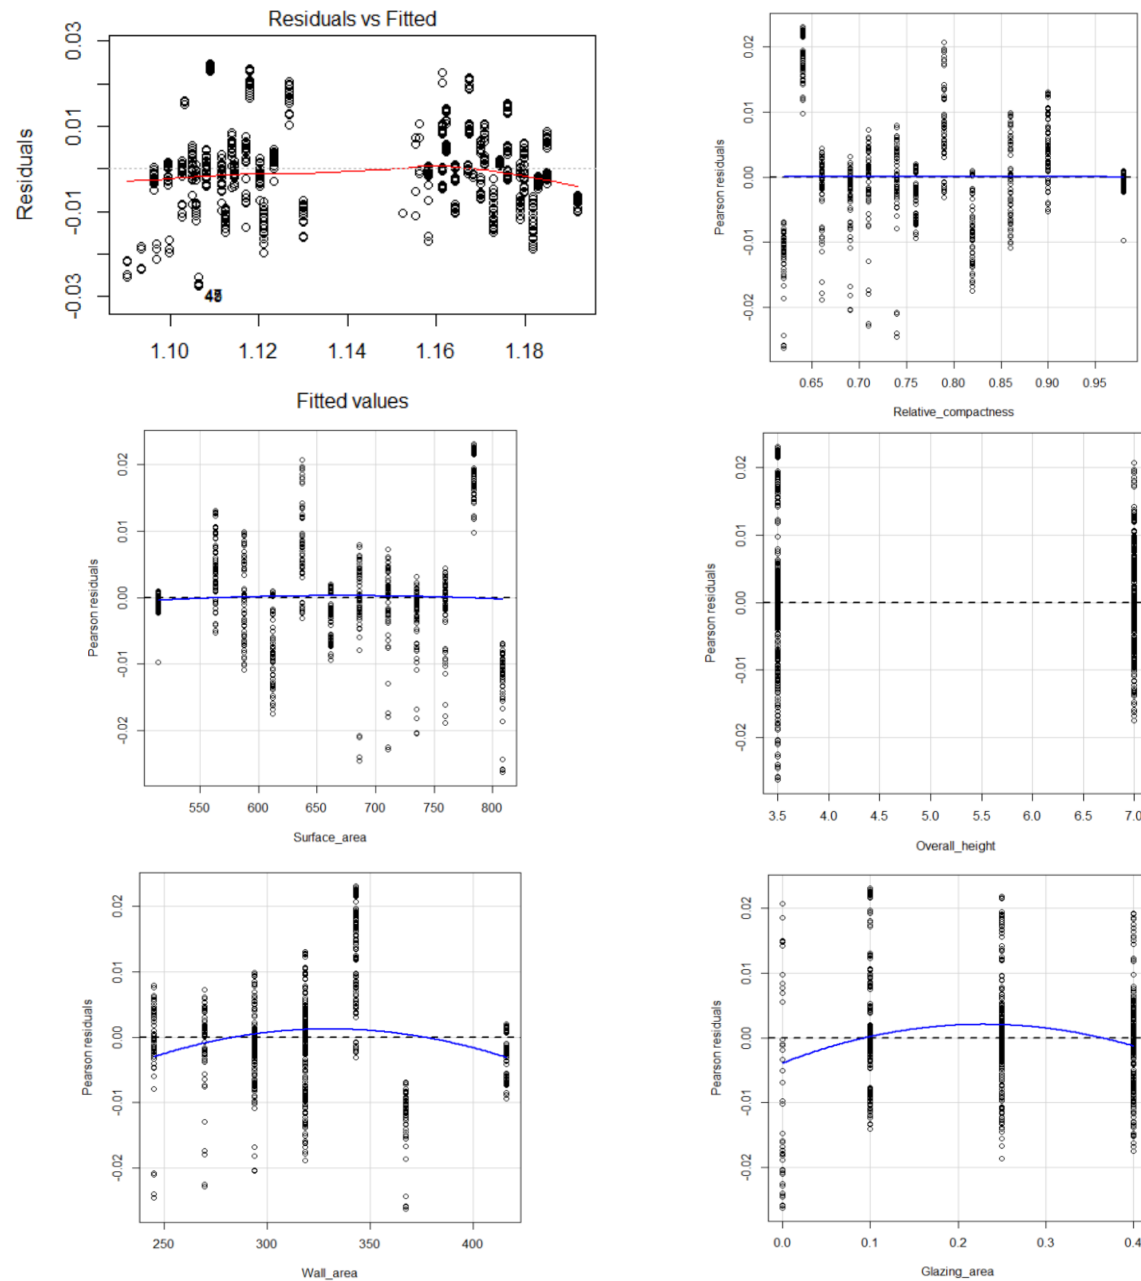 Residuals vs Fitted
Residuals
0.03
0.01
-0.01
-0.03
1.10 1.12 1.14 1.16 1.18
Fitted values
Pearson residuals
0.02
0.01
0.00
-0.01
-0.02
0.65 0.70 0.75 0.80 0.85 0.90 0.95
Relative_compactness
Pearson residuals
0.02
0.01
0.00
-0.01
-0.02
550 600 650 700 750 800
Surface_area
Pearson residuals
0.02
0.01
0.00
-0.01
-0.02
3.5 4.0 4.5 5.0 5.5 6.0 6.5 7.0
Overall_height
Pearson residuals
0.02
0.01
0.00
-0.01
-0.02
250 300 350 400
Wall_area
Pearson residuals
0.02
0.01
0.00
-0.01
-0.02
0.0 0.1 0.2 0.3 0.4
Glazing_area